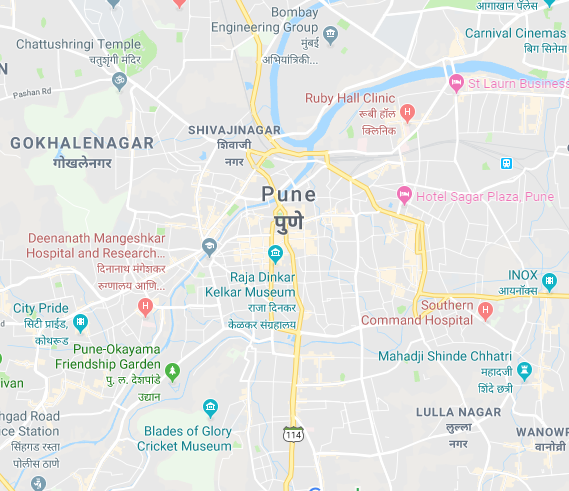 आगाखान पॅलेस
Bombay
Engineering Group
मुंबई
अभियांत्रिकी...
Chattushringi Temple
चतुःशृंगी मंदिर
Carnival Cinemas
बिग सिनेमा
N
Pashan Rd
St Laurn Business
Ruby Hall Clinic
रूबी हॉल
क्लिनिक
SHIVAJINAGAR
शिवाजी
नगर
GOKHALENAGAR
गोखलेनगर
Pune
पुणे
Hotel Sagar Plaza, Pune
Deenanath Mangeshkar
Hospital and Research...
दिनानाथ मंगेशकर
रुग्णालय आणि...
Raja Dinkar
Kelkar Museum
राजा दिनकर
केळकर संग्रहालय
INOX
आयनॉक्स
City Pride
सिटी प्राईड,
कोथरूड
Southern
Command Hospital
Pune-Okayama
Friendship Garden
पु. ल. देशपांडे
उद्यान
Mahadji Shinde Chhatri
महादजी
शिंदे छत्री
ivan
hgad Road
ce Station
सिंहगड रस्ता
पोलीस ठाणे
Blades of Glory
Cricket Museum
LULLA NAGAR
लुल्ला
नगर
WANOWR
वानोव्री
114